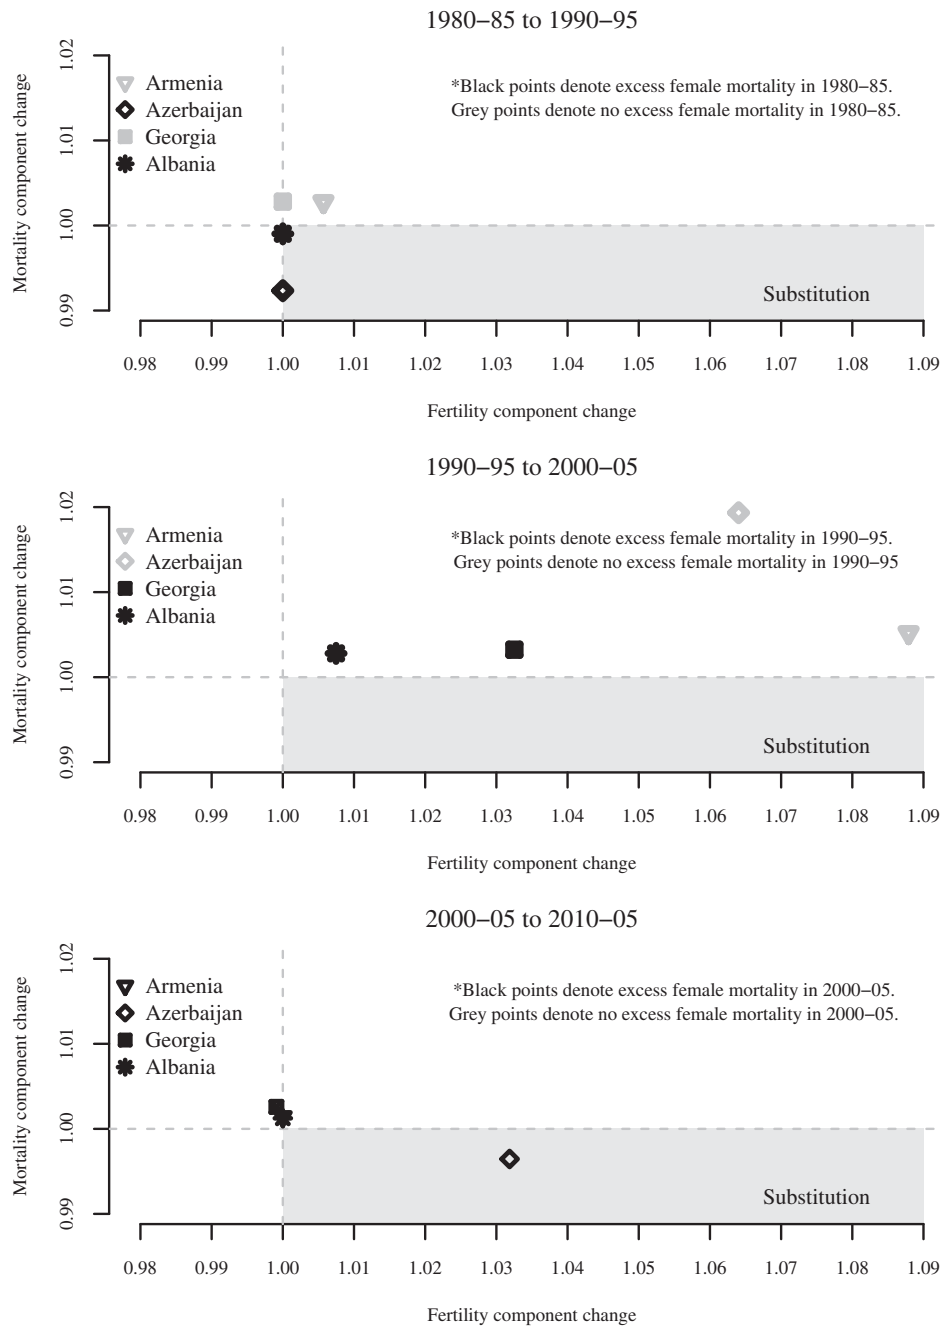 1980–85 to 1990–95
Mortality component change
1.02
1.01
1.00
0.99
Armenia
Azerbaijan
Georgia
Albania
*Black points denote excess female mortality in 1980–85.
Grey points denote no excess female mortality in 1980–85.
Substitution
0.98 0.99 1.00 1.01 1.02 1.03 1.04 1.05 1.06 1.07 1.08 1.09
Fertility component change
1990–95 to 2000–05
Mortality component change
1.02
1.01
1.00
0.99
Armenia
Azerbaijan
Georgia
Albania
*Black points denote excess female mortality in 1990–95.
Grey points denote no excess female mortality in 1990–95
Substitution
0.98 0.99 1.00 1.01 1.02 1.03 1.04 1.05 1.06 1.07 1.08 1.09
Fertility component change
2000–05 to 2010–05
Mortality component change
1.02
1.01
1.00
0.99
Armenia
Azerbaijan
Georgia
Albania
*Black points denote excess female mortality in 2000–05.
Grey points denote no excess female mortality in 2000–05.
Substitution
0.98 0.99 1.00 1.01 1.02 1.03 1.04 1.05 1.06 1.07 1.08 1.09
Fertility component change